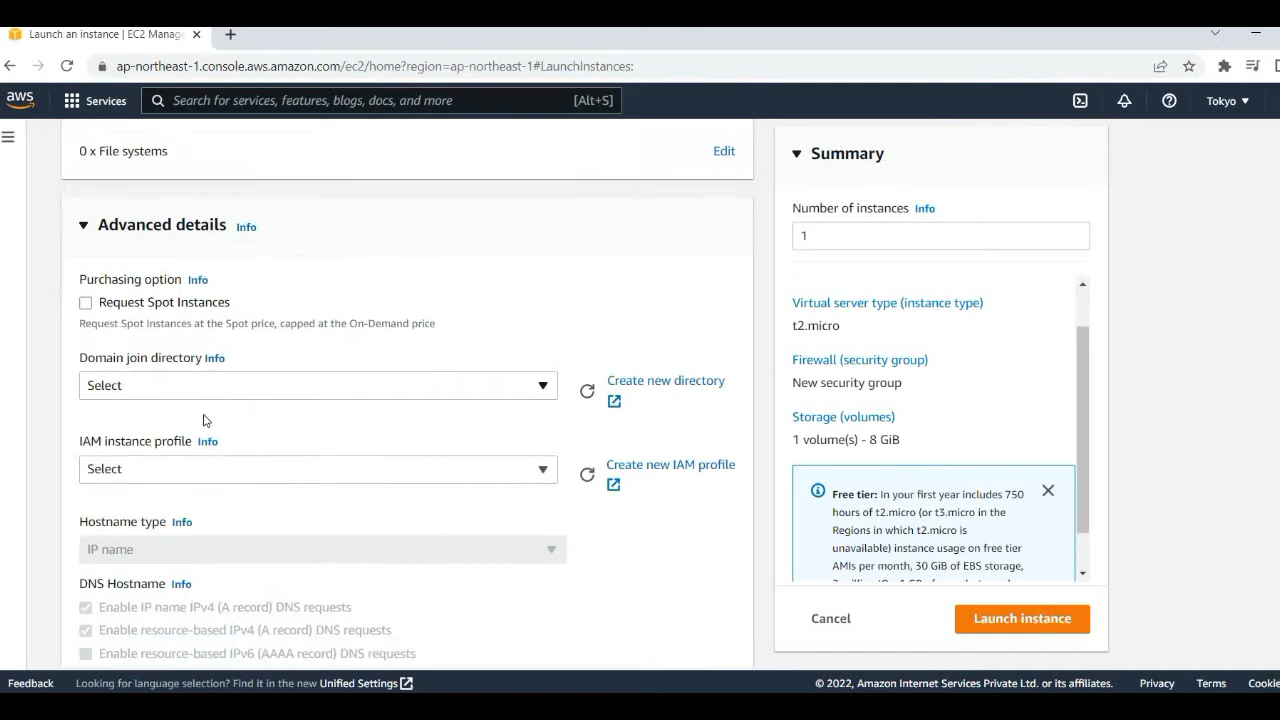 Launch an instance | EC2 Manag
ap-northeast-1.console.aws.amazon.com/ec2/home?region=ap-northeast-1#LaunchInstances:
aws
Services
Search for services, features, blogs, docs, and more
[Alt+S]
Tokyo
0 x File systems
Edit
Advanced details Info
Purchasing option Info
Request Spot Instances
Request Spot Instances at the Spot price, capped at the On-Demand price
Domain join directory Info
Select
Create new directory
IAM instance profile Info
Select
Create new IAM profile
Hostname type Info
IP name
DNS Hostname Info
Enable IP name IPv4 (A record) DNS requests
Enable resource-based IPv4 (A record) DNS requests
Enable resource-based IPv6 (AAAA record) DNS requests
Summary
Number of instances Info
1
Virtual server type (instance type)
t2.micro
Firewall (security group)
New security group
Storage (volumes)
1 volume(s) - 8 GiB
Free tier: In your first year includes 750
hours of t2.micro (or t3.micro in the
Regions in which t2.micro is
unavailable) instance usage on free tier
AMIs per month, 30 GiB of EBS storage,
Cancel
Launch instance
Feedback
Looking for language selection? Find it in the new Unified Settings
© 2022, Amazon Internet Services Private Ltd. or its affiliates.
Privacy
Terms
Cookie